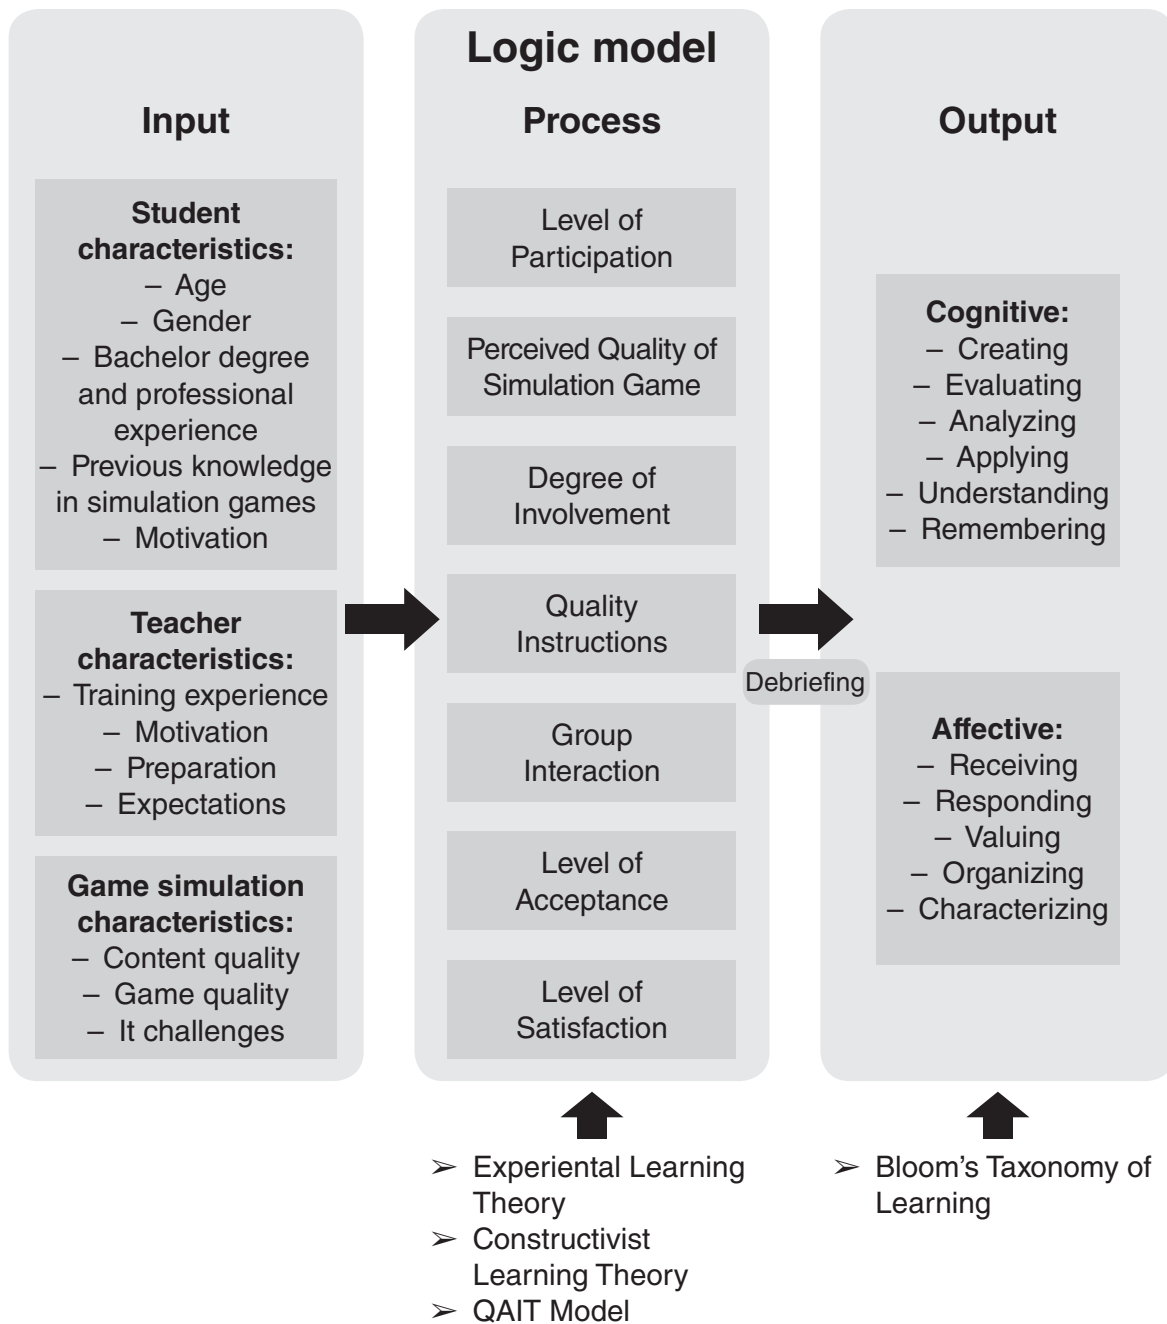 Logic model
Input
Student
characteristics:
– Age
– Gender
– Bachelor degree
and professional
experience
– Previous knowledge
in simulation games
– Motivation
Teacher
characteristics:
– Training experience
– Motivation
– Preparation
– Expectations
Game simulation
characteristics:
– Content quality
– Game quality
– It challenges
Process
Level of
Participation
Perceived Quality of
Simulation Game
Degree of
Involvement
Quality
Instructions
Group
Interaction
Level of
Acceptance
Level of
Satisfaction
➢ Experiental Learning
Theory
➢ Constructivist
Learning Theory
➢ QAIT Model
Debriefing
Output
Cognitive:
– Creating
– Evaluating
– Analyzing
– Applying
– Understanding
– Remembering
Affective:
– Receiving
– Responding
– Valuing
– Organizing
– Characterizing
➢ Bloom’s Taxonomy of
Learning